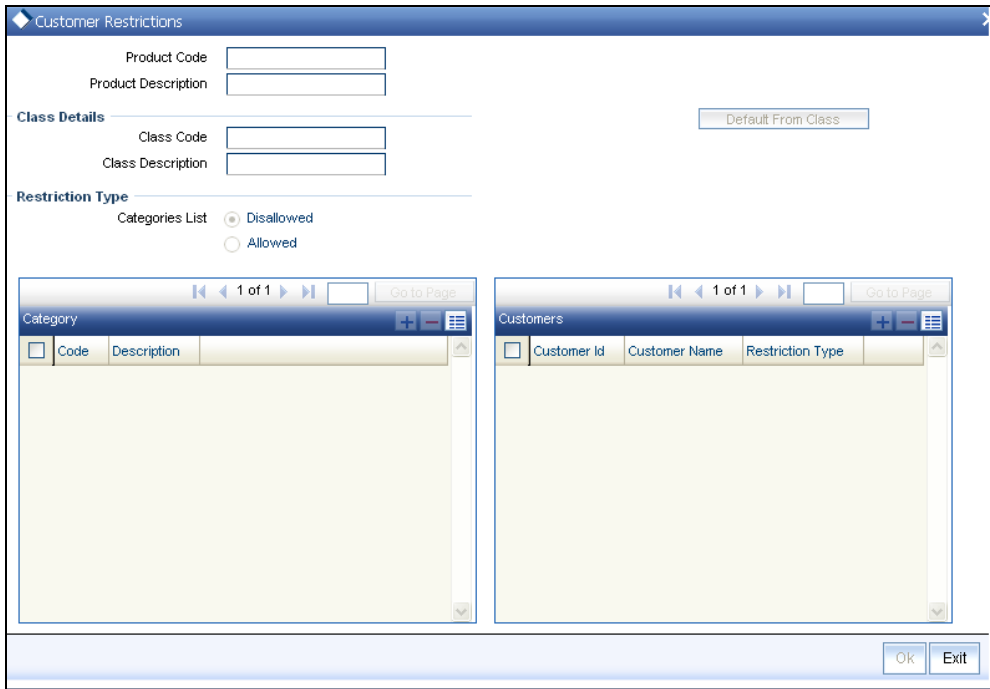 Customer Restrictions
Product Code
Product Description
Class Details
Default From Class
Class Code
Class Description
Restriction Type
Categories List Disallowed
Allowed
1 of 1 Go to Page
Category
Code Description
1 of 1 Go to Page
Customers
Customer Id Customer Name Restriction Type
Ok Exit